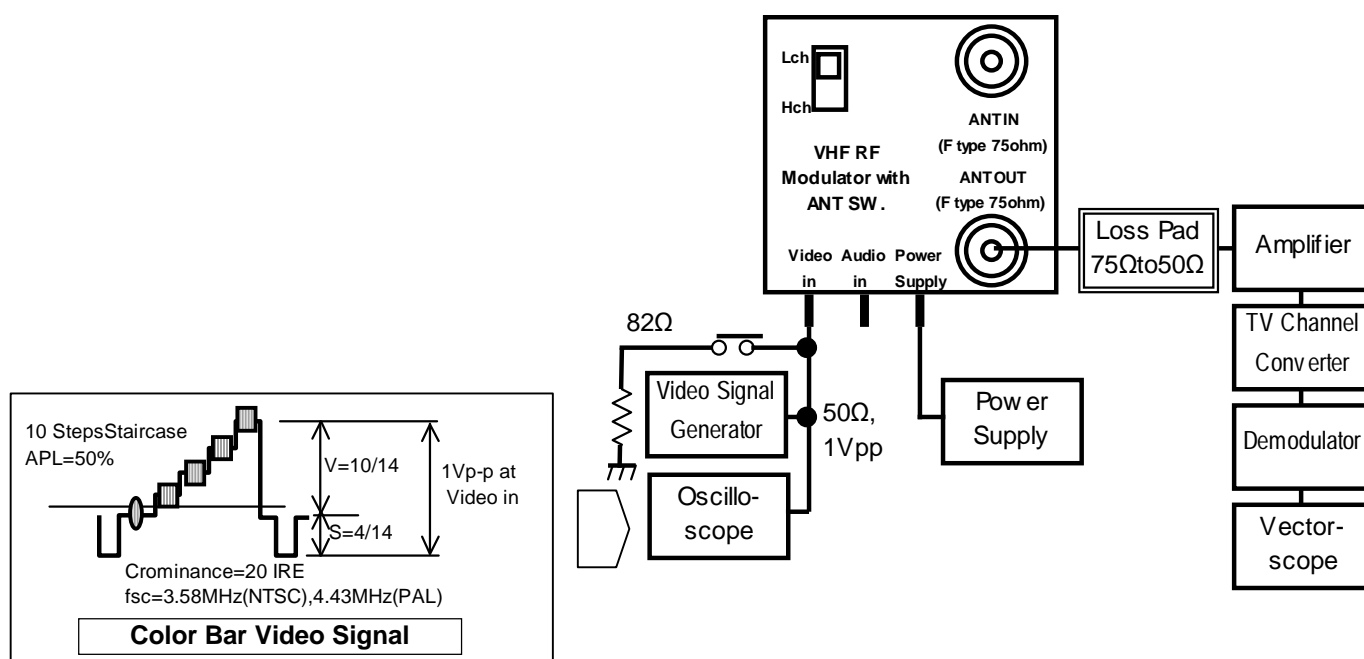 Lch
Hch
ANTIN
(F type 75ohm)
VHF RF
Modulator with
ANT SW.
ANTOUT
(F type 75ohm)
Video Audio Power
in in Supply
Loss Pad
75Ωto50Ω
Amplifier
TV Channel
Converter
Demodulator
Vector-
scope
82Ω
Video Signal
Generator
50Ω,
1Vpp
Power
Supply
Oscillo-
scope
10 StepsStaircase
APL=50%
V=10/14
1Vp-p at
Video in
S=4/14
Crominance=20 IRE
fsc=3.58MHz(NTSC),4.43MHz(PAL)
Color Bar Video Signal